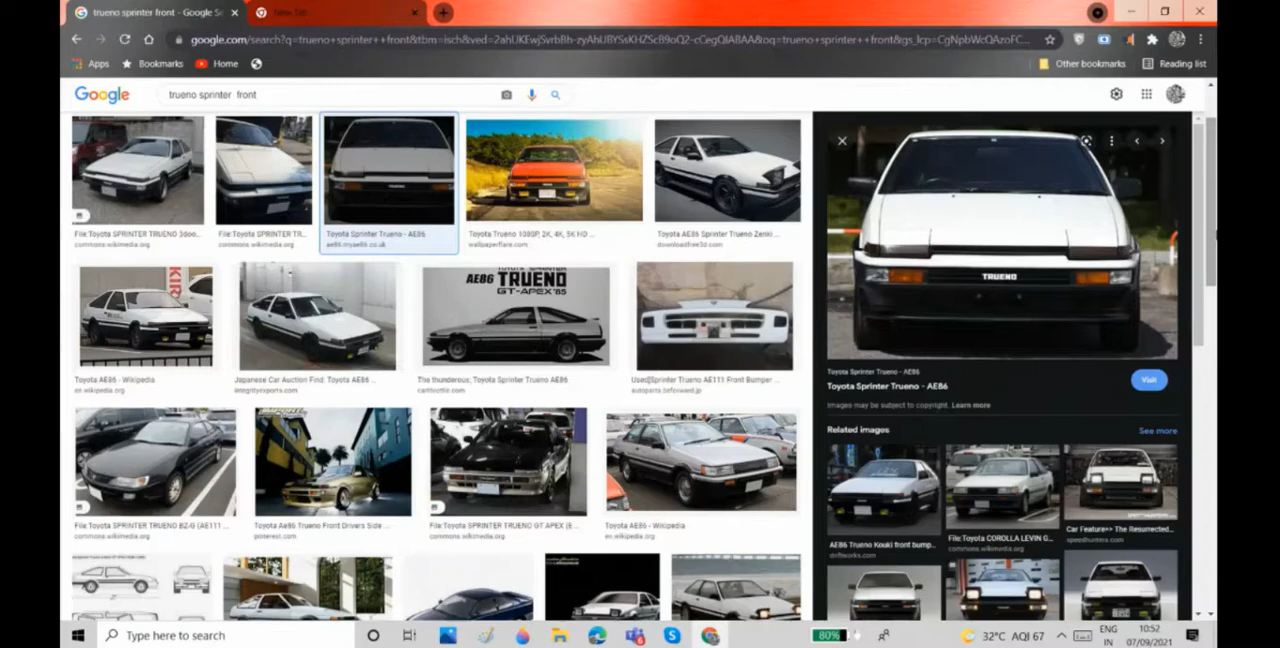 trueno sprinter front - Google Se
New Tab
google.com/search?q=trueno+sprinter++front&tbm=isch&ved=2ahUKEwjSvrbBh-zyAhUBYSsKHZScB9oQ2-cCegQIABAA&oq=trueno+sprinter++front&gs_lcp=CgNpbWcQAzoFC...
Apps
Bookmarks
Home
Other bookmarks
Reading list
Google
trueno sprinter front
File:Toyota SPRINTER TRUENO 3doo...
commons.wikimedia.org
File:Toyota SPRINTER TR...
commons.wikimedia.org
Toyota Sprinter Trueno - AE86
ae86.myae86.co.uk
Toyota Trueno 1080P, 2K, 4K, 5K HD ...
wallpaperflare.com
Toyota AE86 Sprinter Trueno Zenki ...
downloadfree3d.com
Toyota AE86 - Wikipedia
en.wikipedia.org
Japanese Car Auction Find: Toyota AE86 ...
integrityexports.com
AE86 TRUENO
GT-APEX '85
The thunderous; Toyota Sprinter Trueno AE86
carthrottle.com
Used]Sprinter Trueno AE111 Front Bumper ...
autoparts.beforward.jp
File:Toyota SPRINTER TRUENO BZ-G (AE111 ...
commons.wikimedia.org
Toyota Ae86 Trueno Front Drivers Side ...
pinterest.com
File:Toyota SPRINTER TRUENO GT APEX (E ...
commons.wikimedia.org
Toyota AE86 - Wikipedia
en.wikipedia.org
TRUENO
Toyota Sprinter Trueno - AE86
Toyota Sprinter Trueno - AE86
Visit
Images may be subject to copyright. Learn more
Related images
See more
AE86 Trueno Kouki front bump...
driftworks.com
File:Toyota COROLLA LEVIN G...
commons.wikimedia.org
Car Feature>> The Resurrected...
speedhunters.com
Type here to search
80%
32°C AQI 67
ENG
IN
10:52
07/09/2021